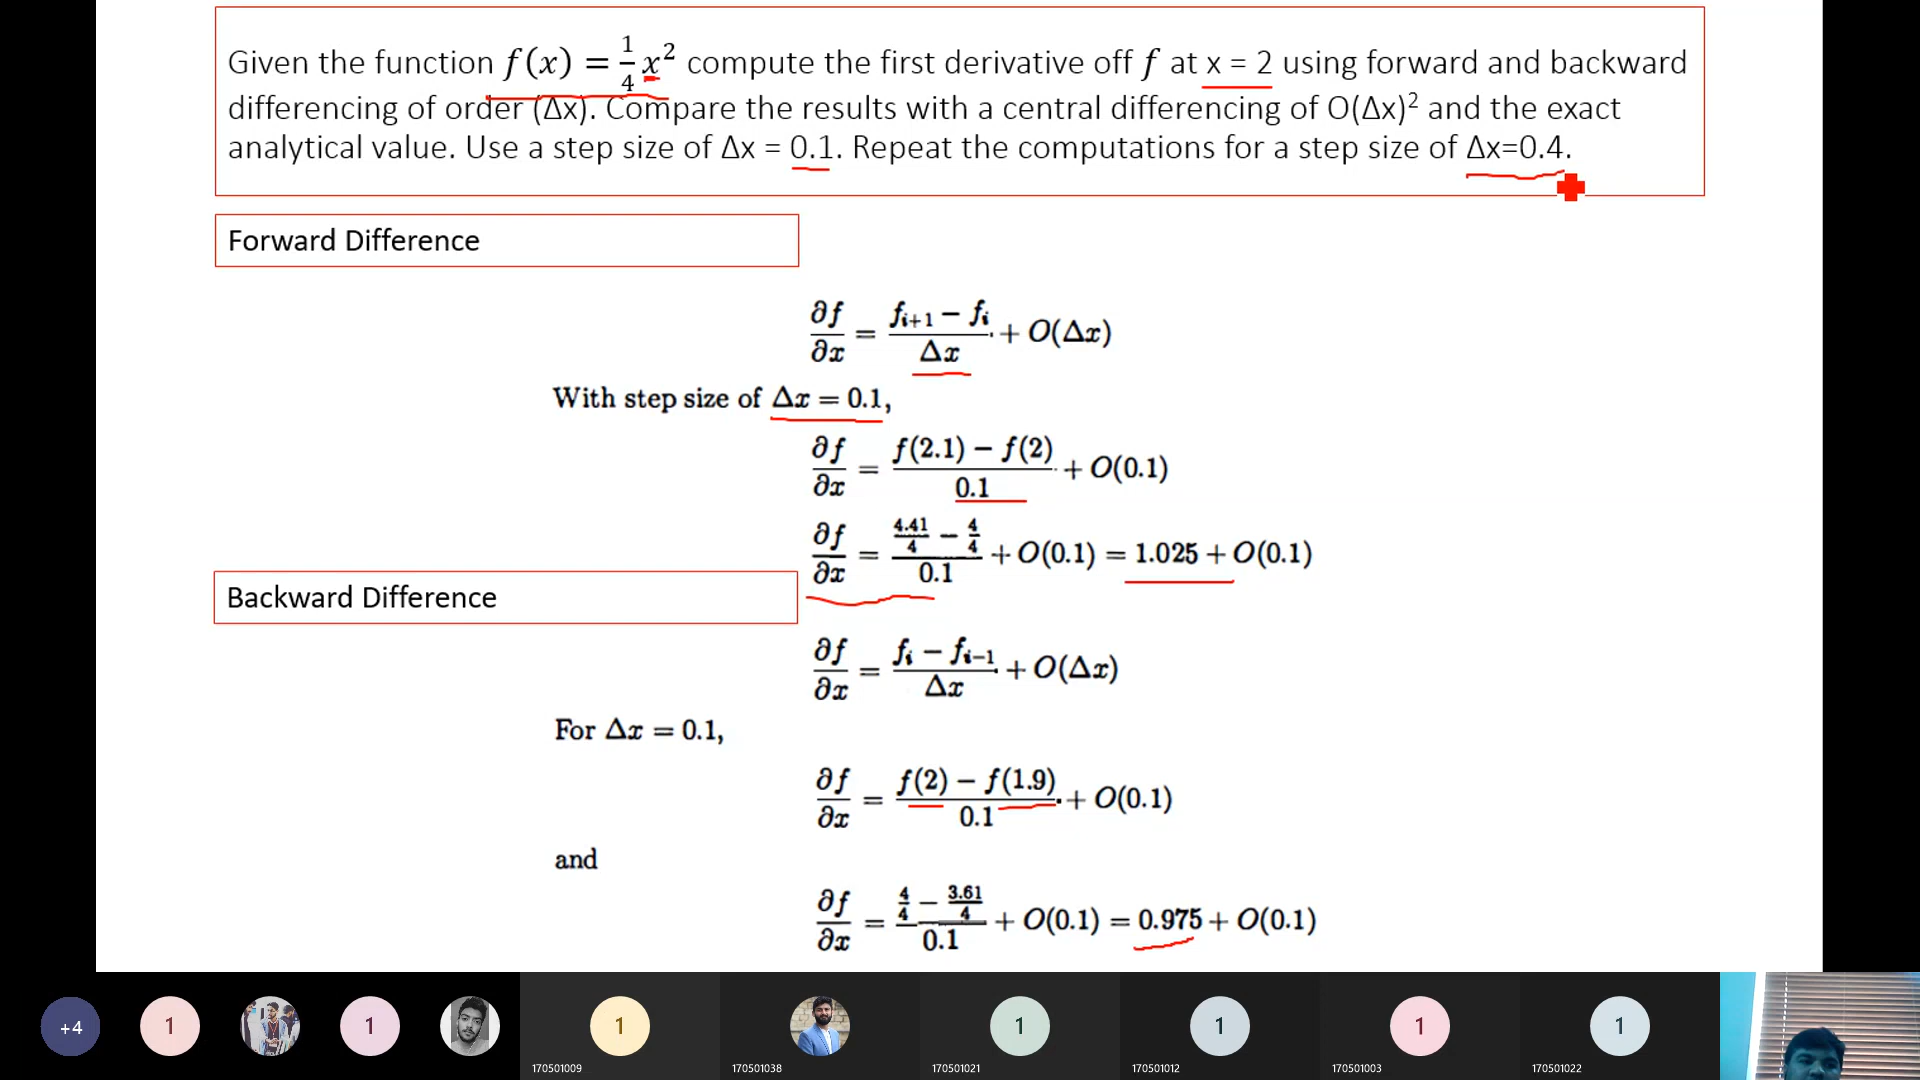 Given the function f(x) = 1/4 x² compute the first derivative off f at x = 2 using forward and backward
differencing of order (Δx). Compare the results with a central differencing of O(Δx)² and the exact
analytical value. Use a step size of Δx = 0.1. Repeat the computations for a step size of Δx=0.4.
Forward Difference
∂f/∂x = (fᵢ₊₁ − fᵢ)/Δx + O(Δx)
With step size of Δx = 0.1,
∂f/∂x = (f(2.1) − f(2))/0.1 + O(0.1)
∂f/∂x = (4.41/4 − 4/4)/0.1 + O(0.1) = 1.025 + O(0.1)
Backward Difference
∂f/∂x = (fᵢ − fᵢ₋₁)/Δx + O(Δx)
For Δx = 0.1,
∂f/∂x = (f(2) − f(1.9))/0.1 + O(0.1)
and
∂f/∂x = (4/4 − 3.61/4)/0.1 + O(0.1) = 0.975 + O(0.1)
+4 1 1 1 1 1 1 1
170501009 170501038 170501021 170501012 170501003 170501022